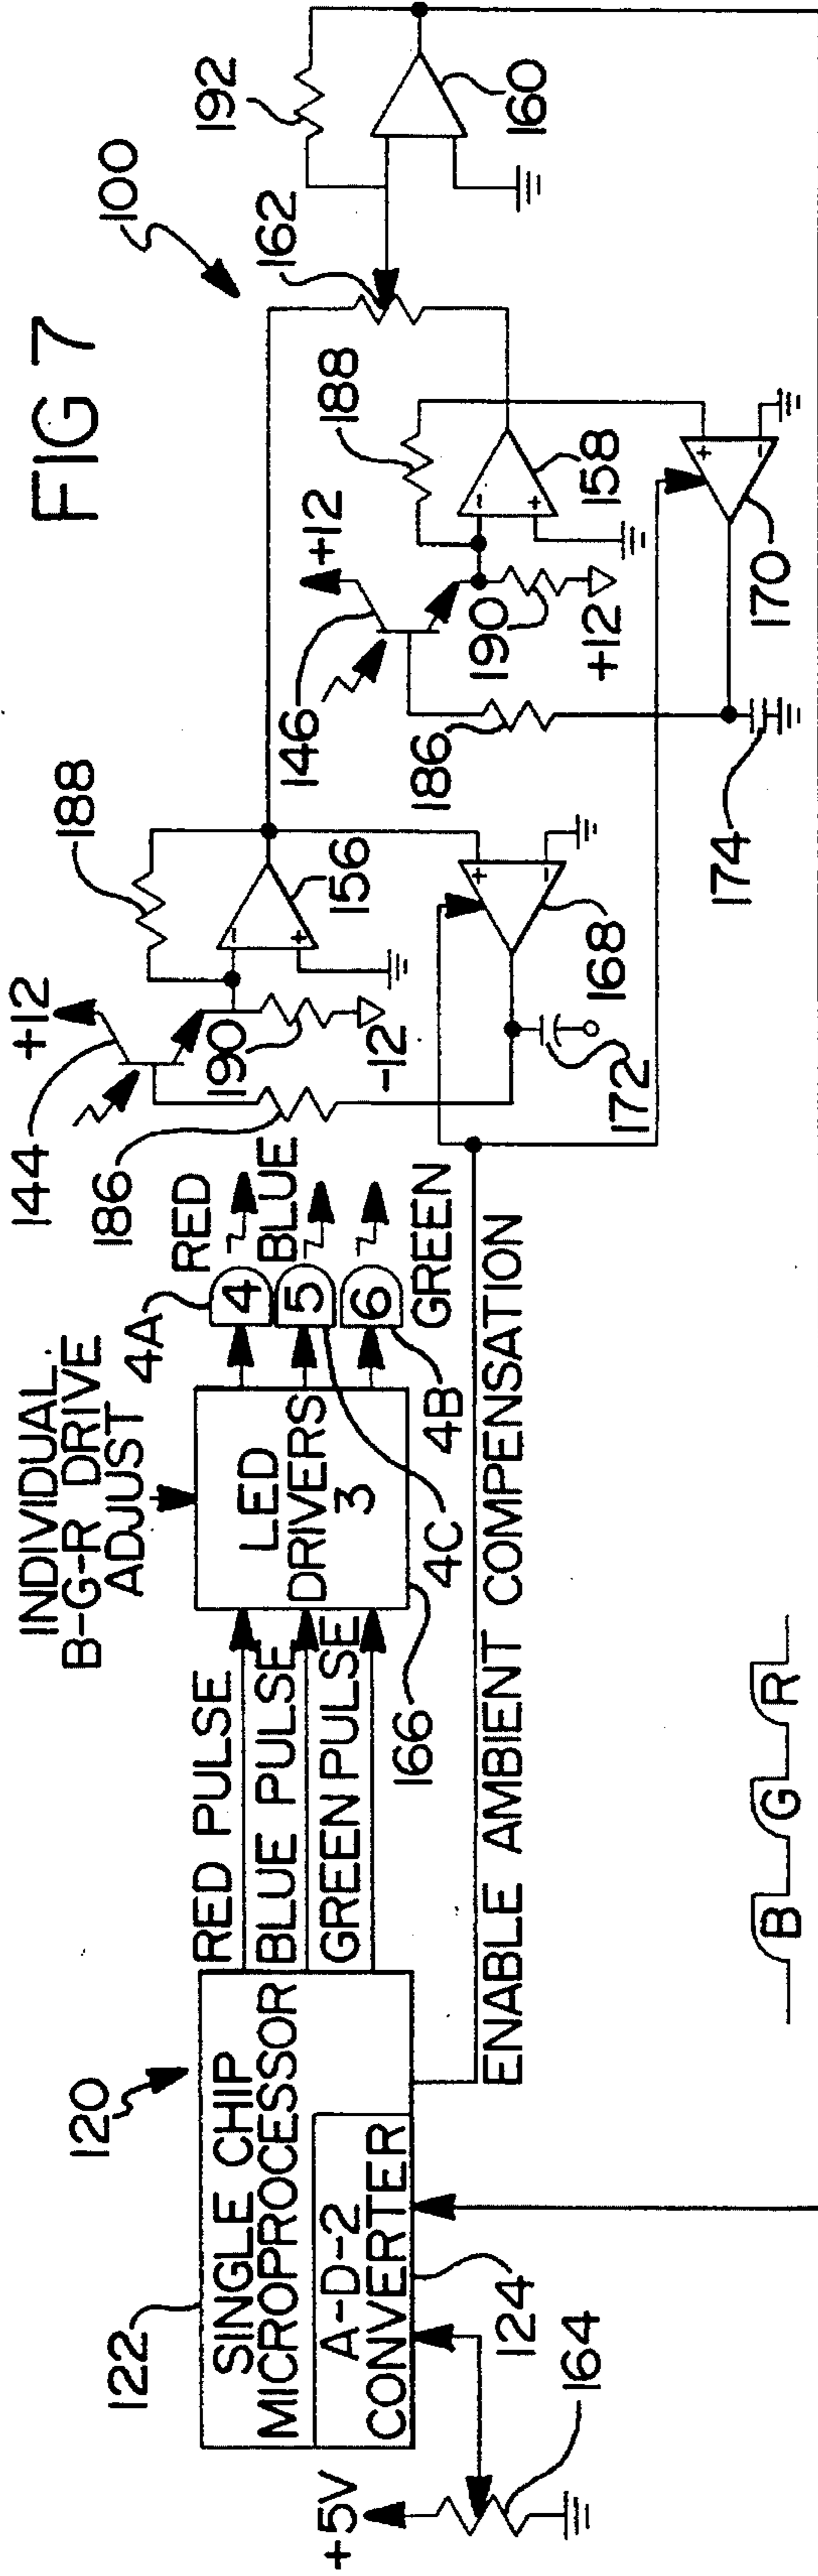 FIG 7
100
120
122
SINGLE CHIP
MICROPROCESSOR
A-D-2
CONVERTER
124
+5V
164
RED PULSE
BLUE PULSE
GREEN PULSE
INDIVIDUAL
B-G-R DRIVE
ADJUST
LED
DRIVERS
3
166
4A
4
RED
5
BLUE
6
GREEN
4B
4C
ENABLE AMBIENT COMPENSATION
B G R
144
+12
186
190
-12
188
-
+
156
+
-
168
172
146
+12
186
190
+12
188
-
+
158
+
-
170
174
162
192
160